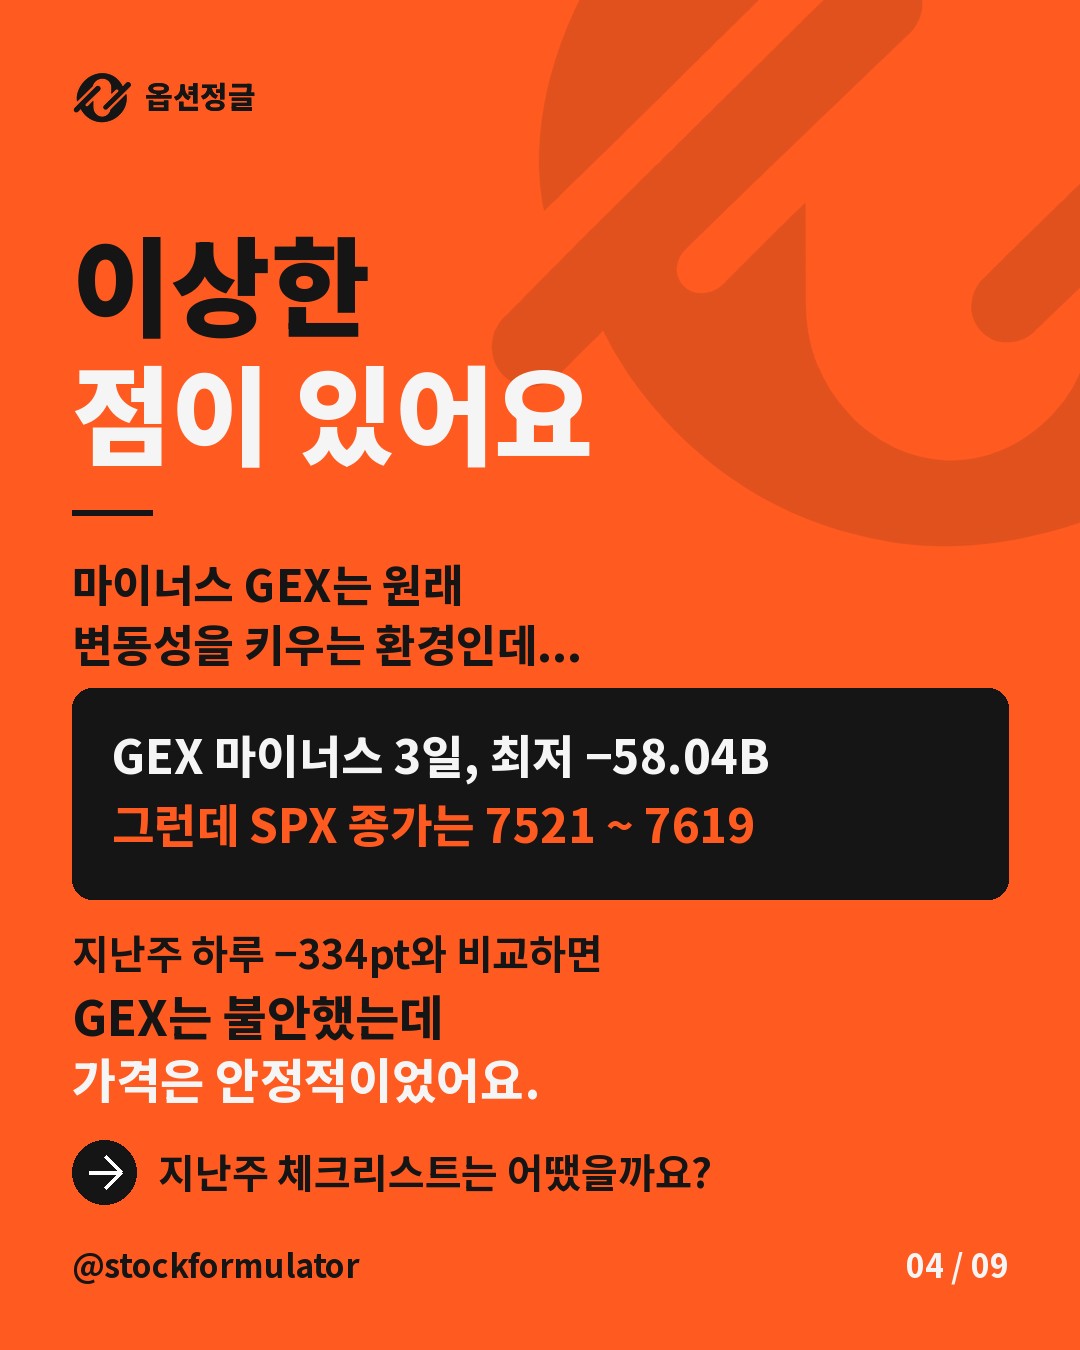 옵션정글
이상한
점이 있어요
마이너스 GEX는 원래
변동성을 키우는 환경인데...
GEX 마이너스 3일, 최저 −58.04B
그런데 SPX 종가는 7521 ~ 7619
지난주 하루 −334pt와 비교하면
GEX는 불안했는데
가격은 안정적이었어요.
지난주 체크리스트는 어땠을까요?
@stockformulator
04 / 09